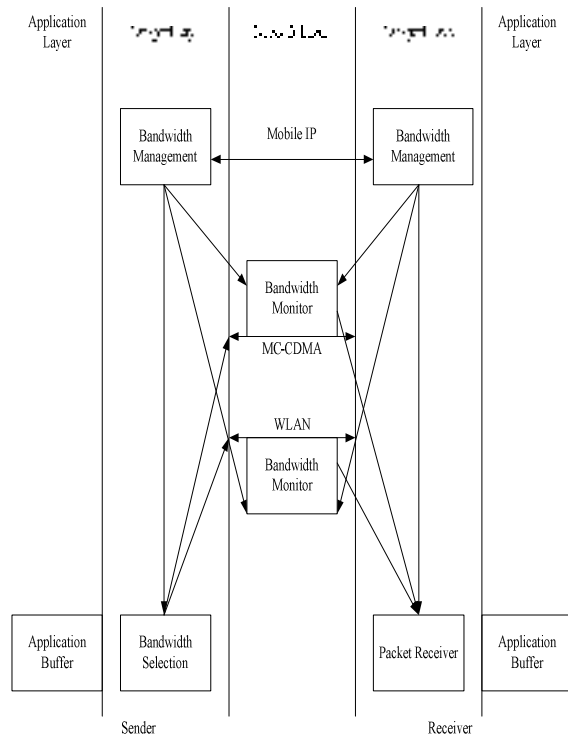 Application
Layer
Application
Layer
Bandwidth
Management
Mobile IP
Bandwidth
Management
Bandwidth
Monitor
MC-CDMA
WLAN
Bandwidth
Monitor
Application
Buffer
Bandwidth
Selection
Packet Receiver
Application
Buffer
Sender
Receiver